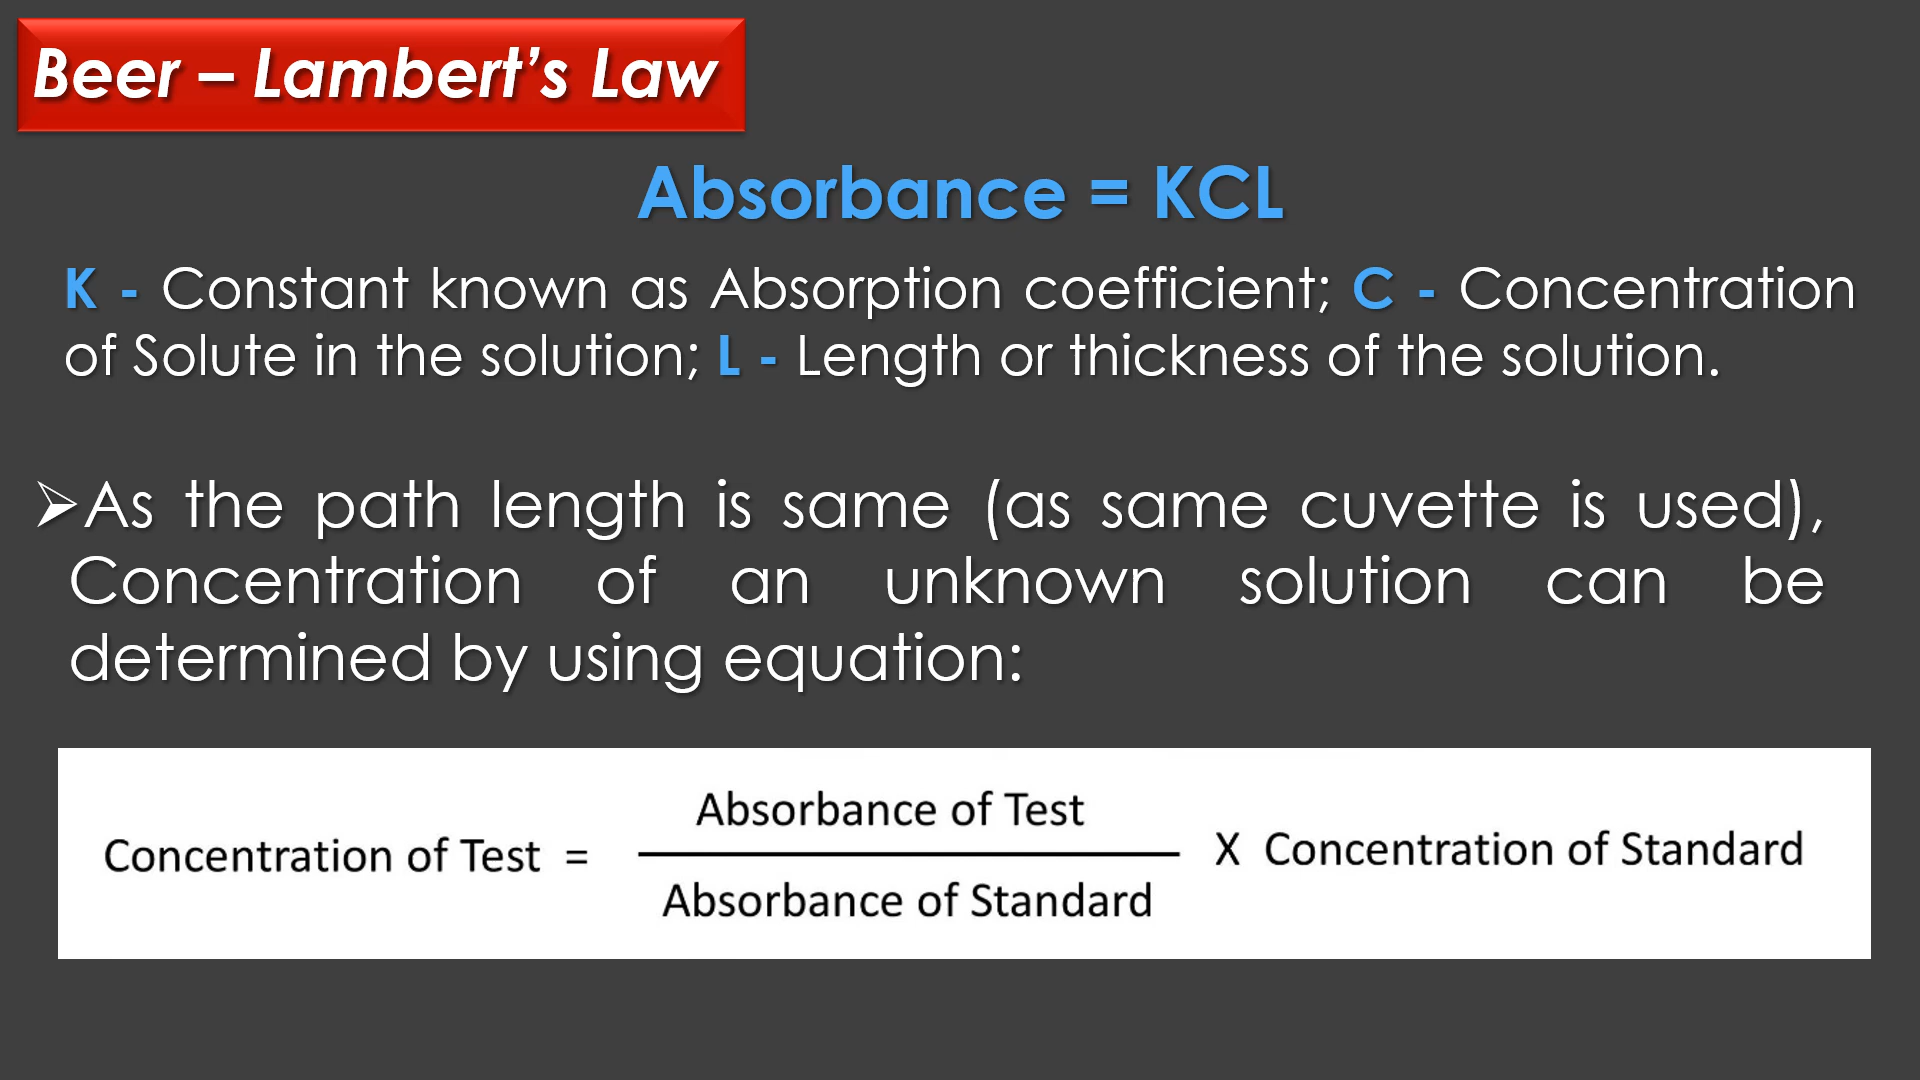 Beer – Lambert’s Law
Absorbance = KCL
K - Constant known as Absorption coefficient; C - Concentration
of Solute in the solution; L - Length or thickness of the solution.
➢As the path length is same (as same cuvette is used),
Concentration of an unknown solution can be
determined by using equation:
Absorbance of Test
Concentration of Test = X Concentration of Standard
Absorbance of Standard